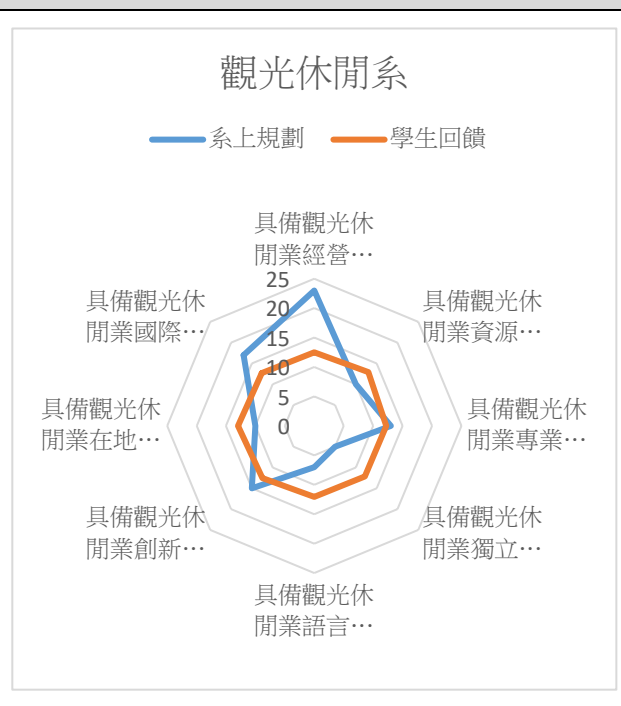 觀光休閒系
系上規劃 學生回饋
具備觀光休
閒業經營…
具備觀光休
閒業資源…
具備觀光休
閒業專業…
具備觀光休
閒業獨立…
具備觀光休
閒業語言…
具備觀光休
閒業創新…
具備觀光休
閒業在地…
具備觀光休
閒業國際…
25
20
15
10
5
0